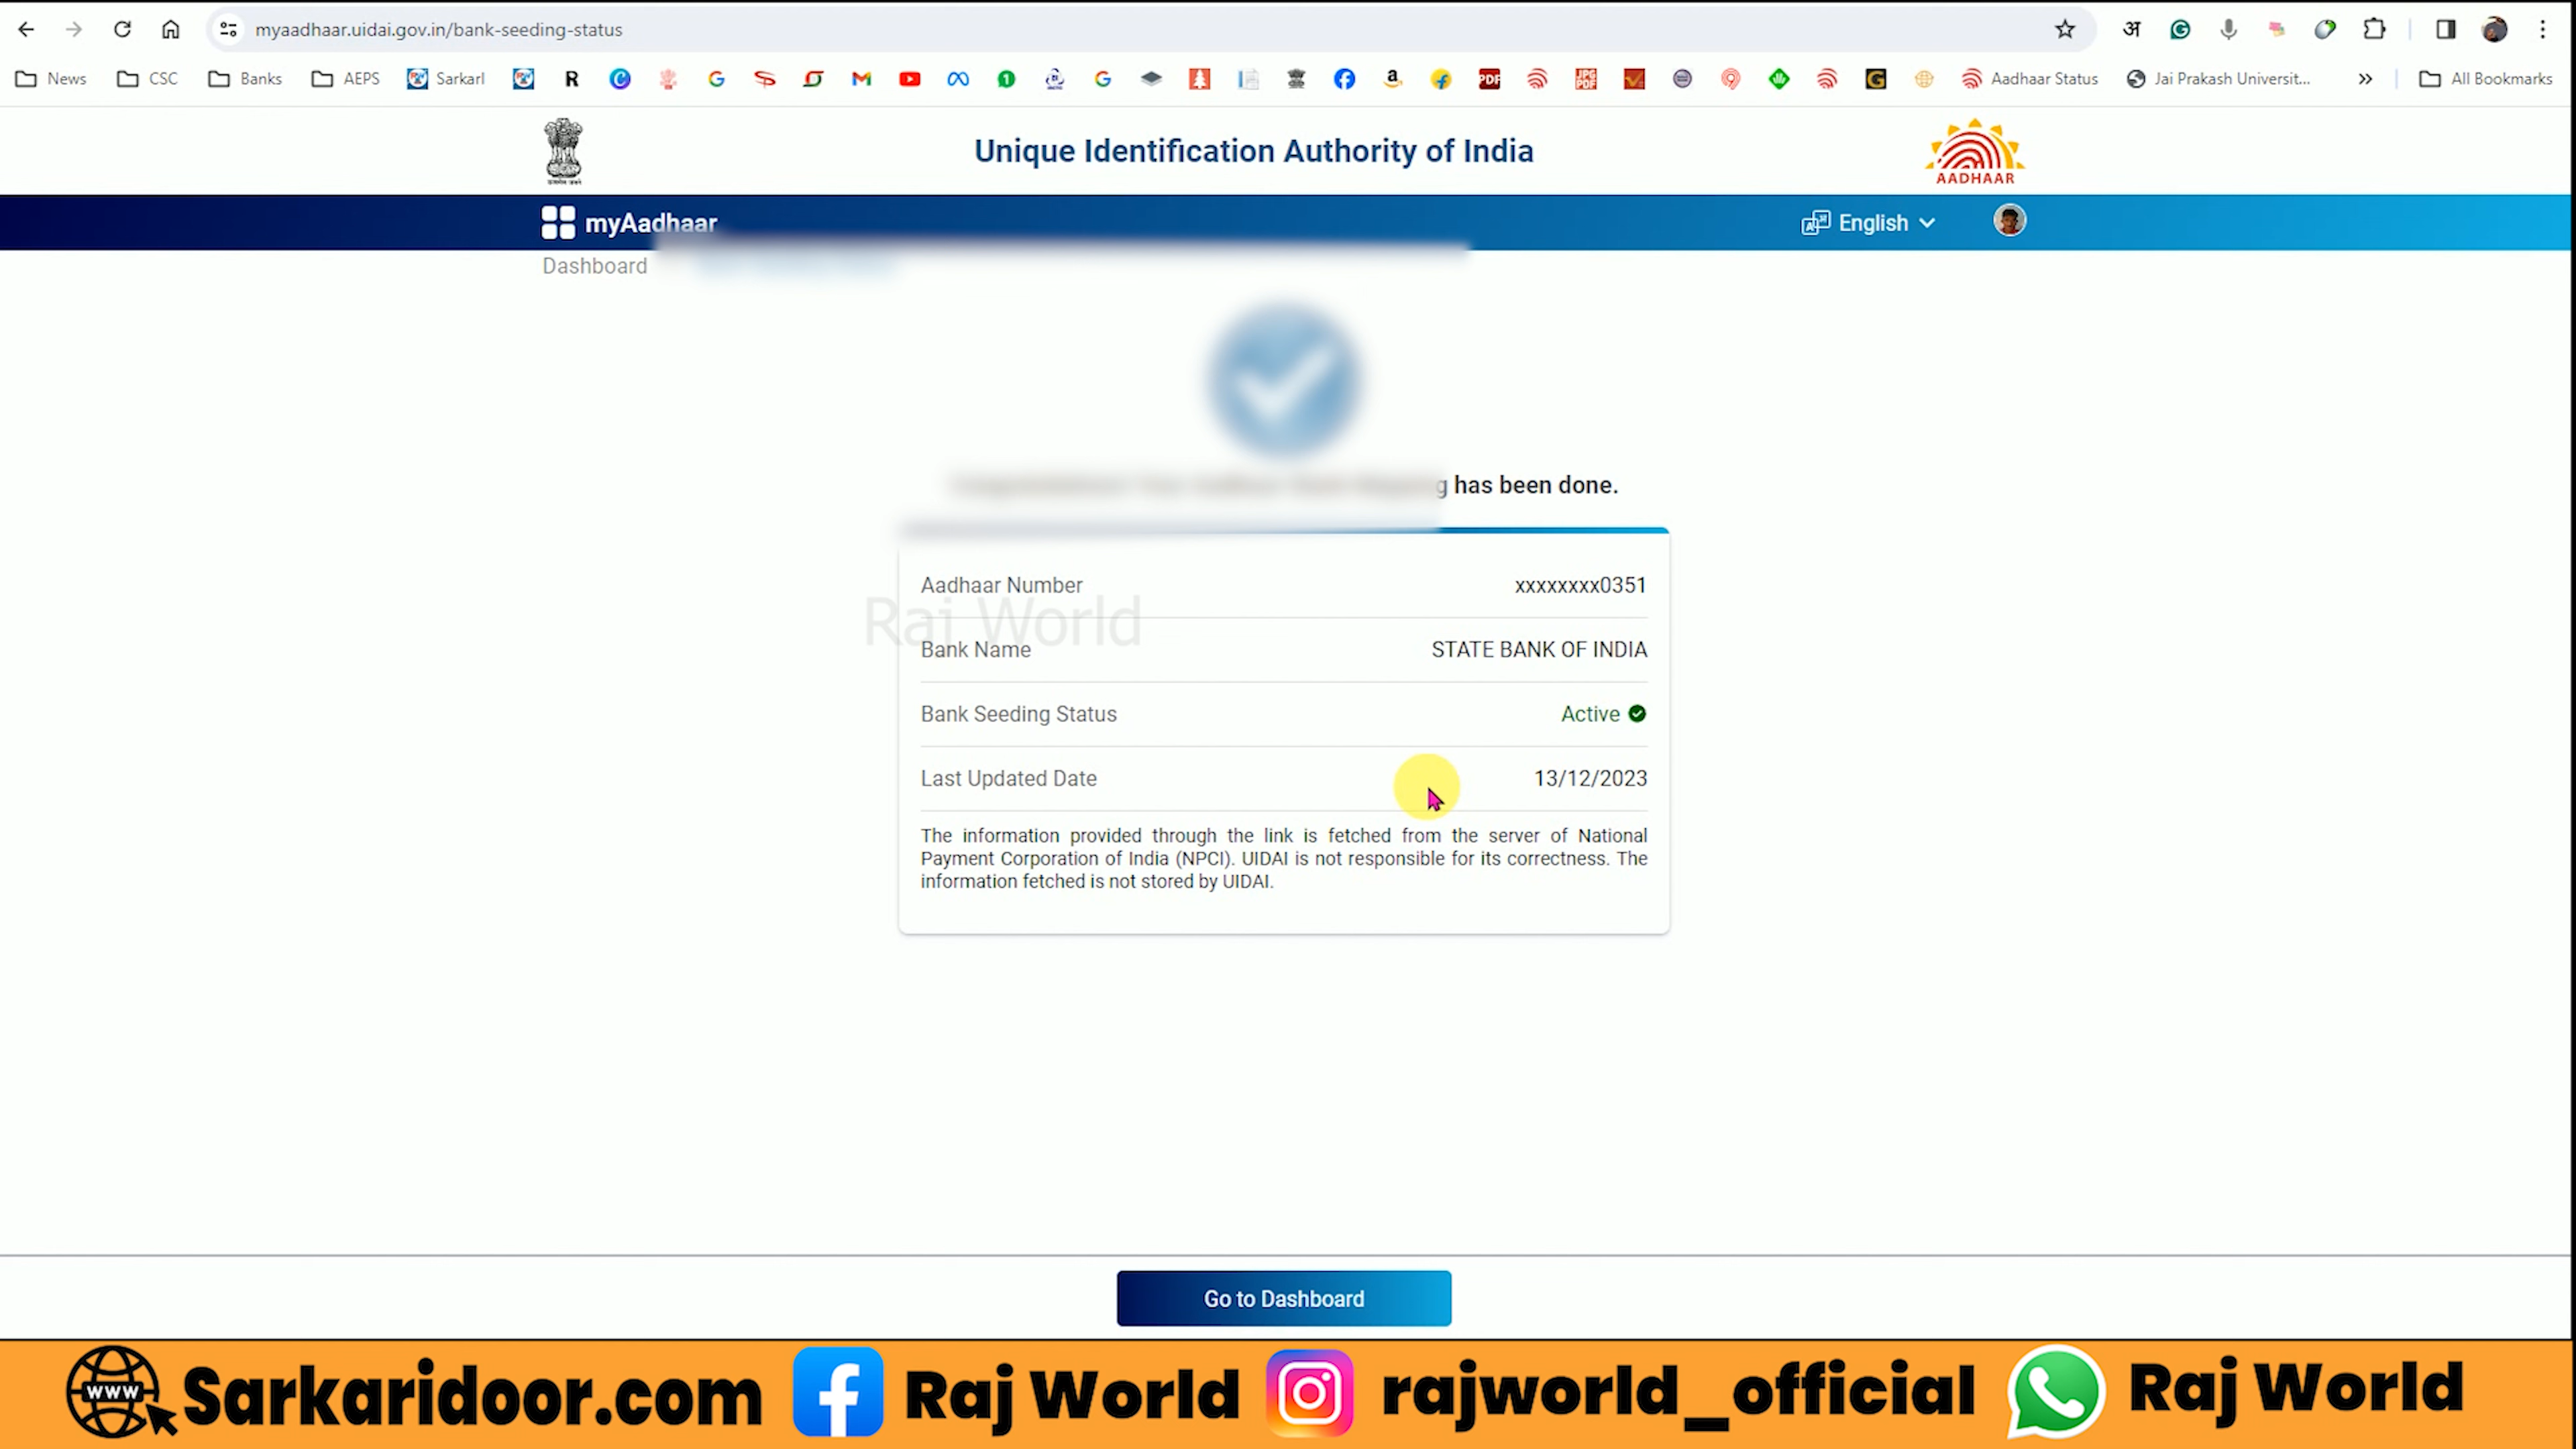 myaadhaar.uidai.gov.in/bank-seeding-status
अ
News CSC Banks AEPS Sarkarl R PDF Aadhaar Status Jai Prakash Universit... » All Bookmarks
Unique Identification Authority of India
AADHAAR
myAadhaar
English
Dashboard
has been done.
Aadhaar Number xxxxxxxx0351
Raj World
Bank Name STATE BANK OF INDIA
Bank Seeding Status Active
Last Updated Date 13/12/2023
The information provided through the link is fetched from the server of National
Payment Corporation of India (NPCI). UIDAI is not responsible for its correctness. The
information fetched is not stored by UIDAI.
Go to Dashboard
www Sarkaridoor.com Raj World rajworld_official Raj World